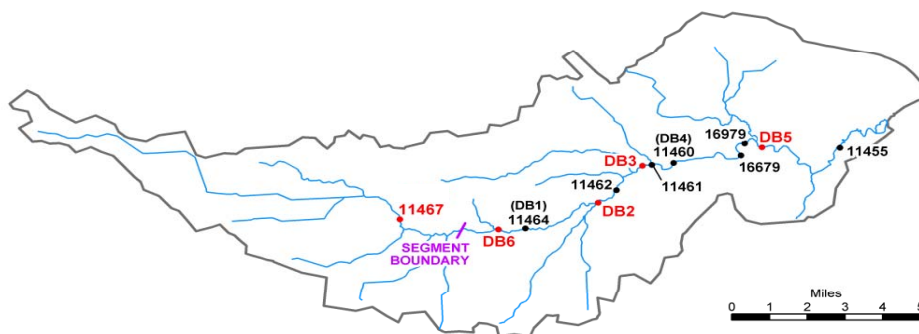 (DB4)
16979
DB5
DB3
11460
11455
16679
11462
11461
(DB1)
11467
11464
DB2
DB6
SEGMENT
BOUNDARY
Miles
0 1 2 3 4 5